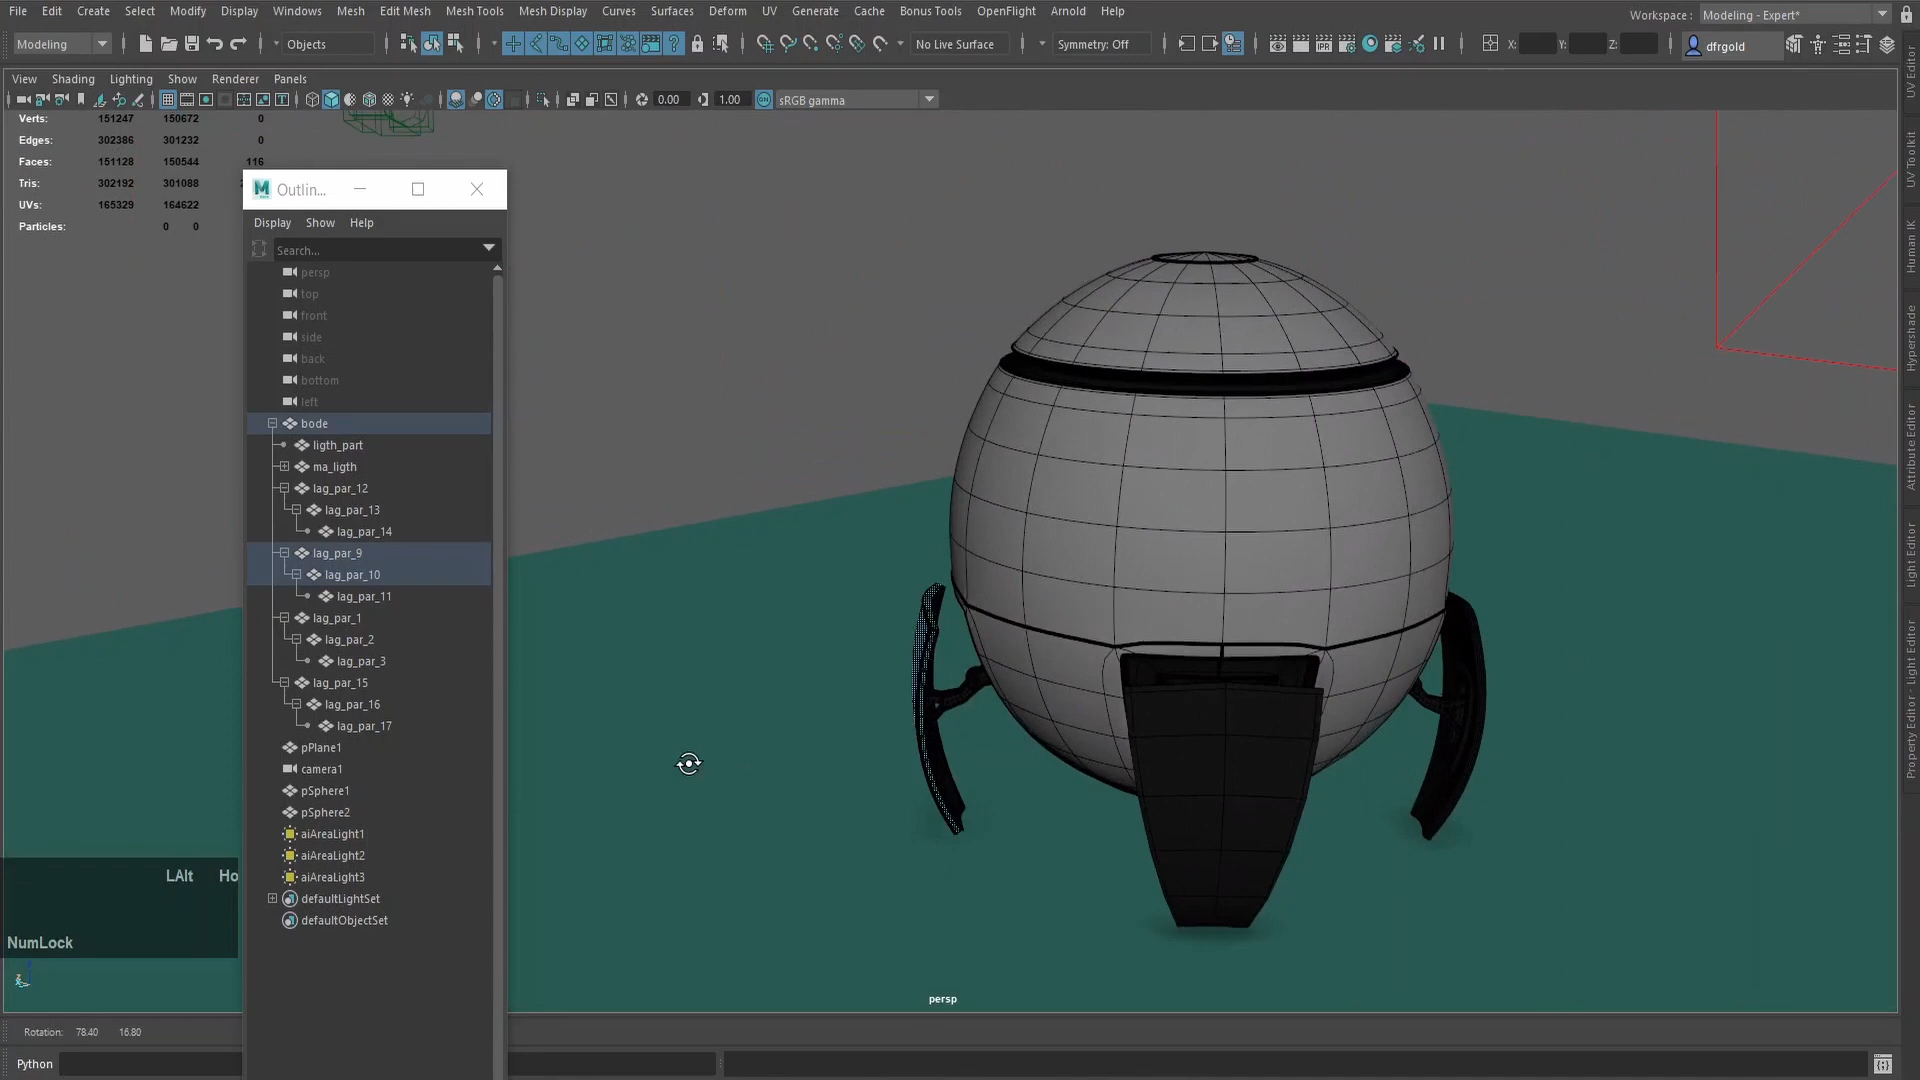 File Edit Create Select Modify Display Windows Mesh Edit Mesh Mesh Tools Mesh Display Curves Surfaces Deform UV Generate Cache Bonus Tools OpenFlight Arnold Help
Workspace : Modeling - Expert*
Modeling Objects No Live Surface Symmetry: Off X: Y: Z: dfrgold
View Shading Lighting Show Renderer Panels
0.00 1.00 sRGB gamma
Verts: 151247 150672 0
Edges: 302386 301232 0
Faces: 151128 150544 116
Tris: 302192 301088
UVs: 165329 164622
Particles: 0 0
Outlin...
Display Show Help
Search...
persp
top
front
side
back
bottom
left
bode
ligth_part
ma_ligth
lag_par_12
lag_par_13
lag_par_14
lag_par_9
lag_par_10
lag_par_11
lag_par_1
lag_par_2
lag_par_3
lag_par_15
lag_par_16
lag_par_17
pPlane1
camera1
pSphere1
pSphere2
aiAreaLight1
aiAreaLight2
aiAreaLight3
defaultLightSet
defaultObjectSet
LAlt Ho
NumLock
persp
Rotation: 78.40 16.80
Python
UV Editor
UV Toolkit
Human IK
Hypershade
Attribute Editor
Light Editor
Property Editor - Light Editor